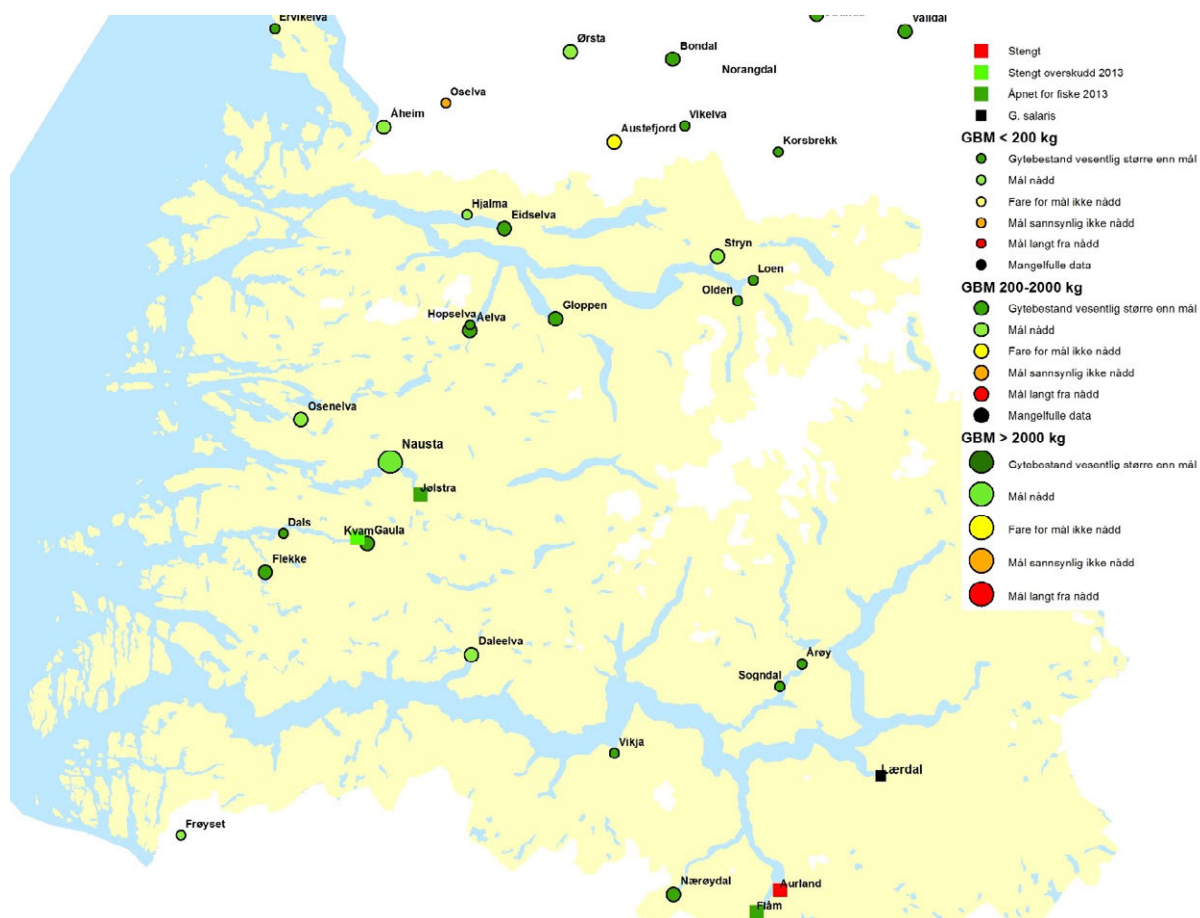 Ervikelva
Valldal
Ørsta
Bondal
Norangdal
Oselva
Åheim
Vikelva
Austefjord
Korsbrekk
Hjalma
Eidselva
Stryn
Loen
Olden
Gloppen
Hopselva
Åelva
Osenelva
Nausta
Jølstra
Dals
Kvam
Gaula
Flekke
Daleelva
Årøy
Sogndal
Vikja
Lærdal
Frøyset
Nærøydal
Aurland
Flåm
Stengt
Stengt overskudd 2013
Åpnet for fiske 2013
G. salaris
GBM < 200 kg
Gytebestand vesentlig større enn mål
Mål nådd
Fare for mål ikke nådd
Mål sannsynlig ikke nådd
Mål langt fra nådd
Mangelfulle data
GBM 200-2000 kg
Gytebestand vesentlig større enn mål
Mål nådd
Fare for mål ikke nådd
Mål sannsynlig ikke nådd
Mål langt fra nådd
Mangelfulle data
GBM > 2000 kg
Gytebestand vesentlig større enn mål
Mål nådd
Fare for mål ikke nådd
Mål sannsynlig ikke nådd
Mål langt fra nådd